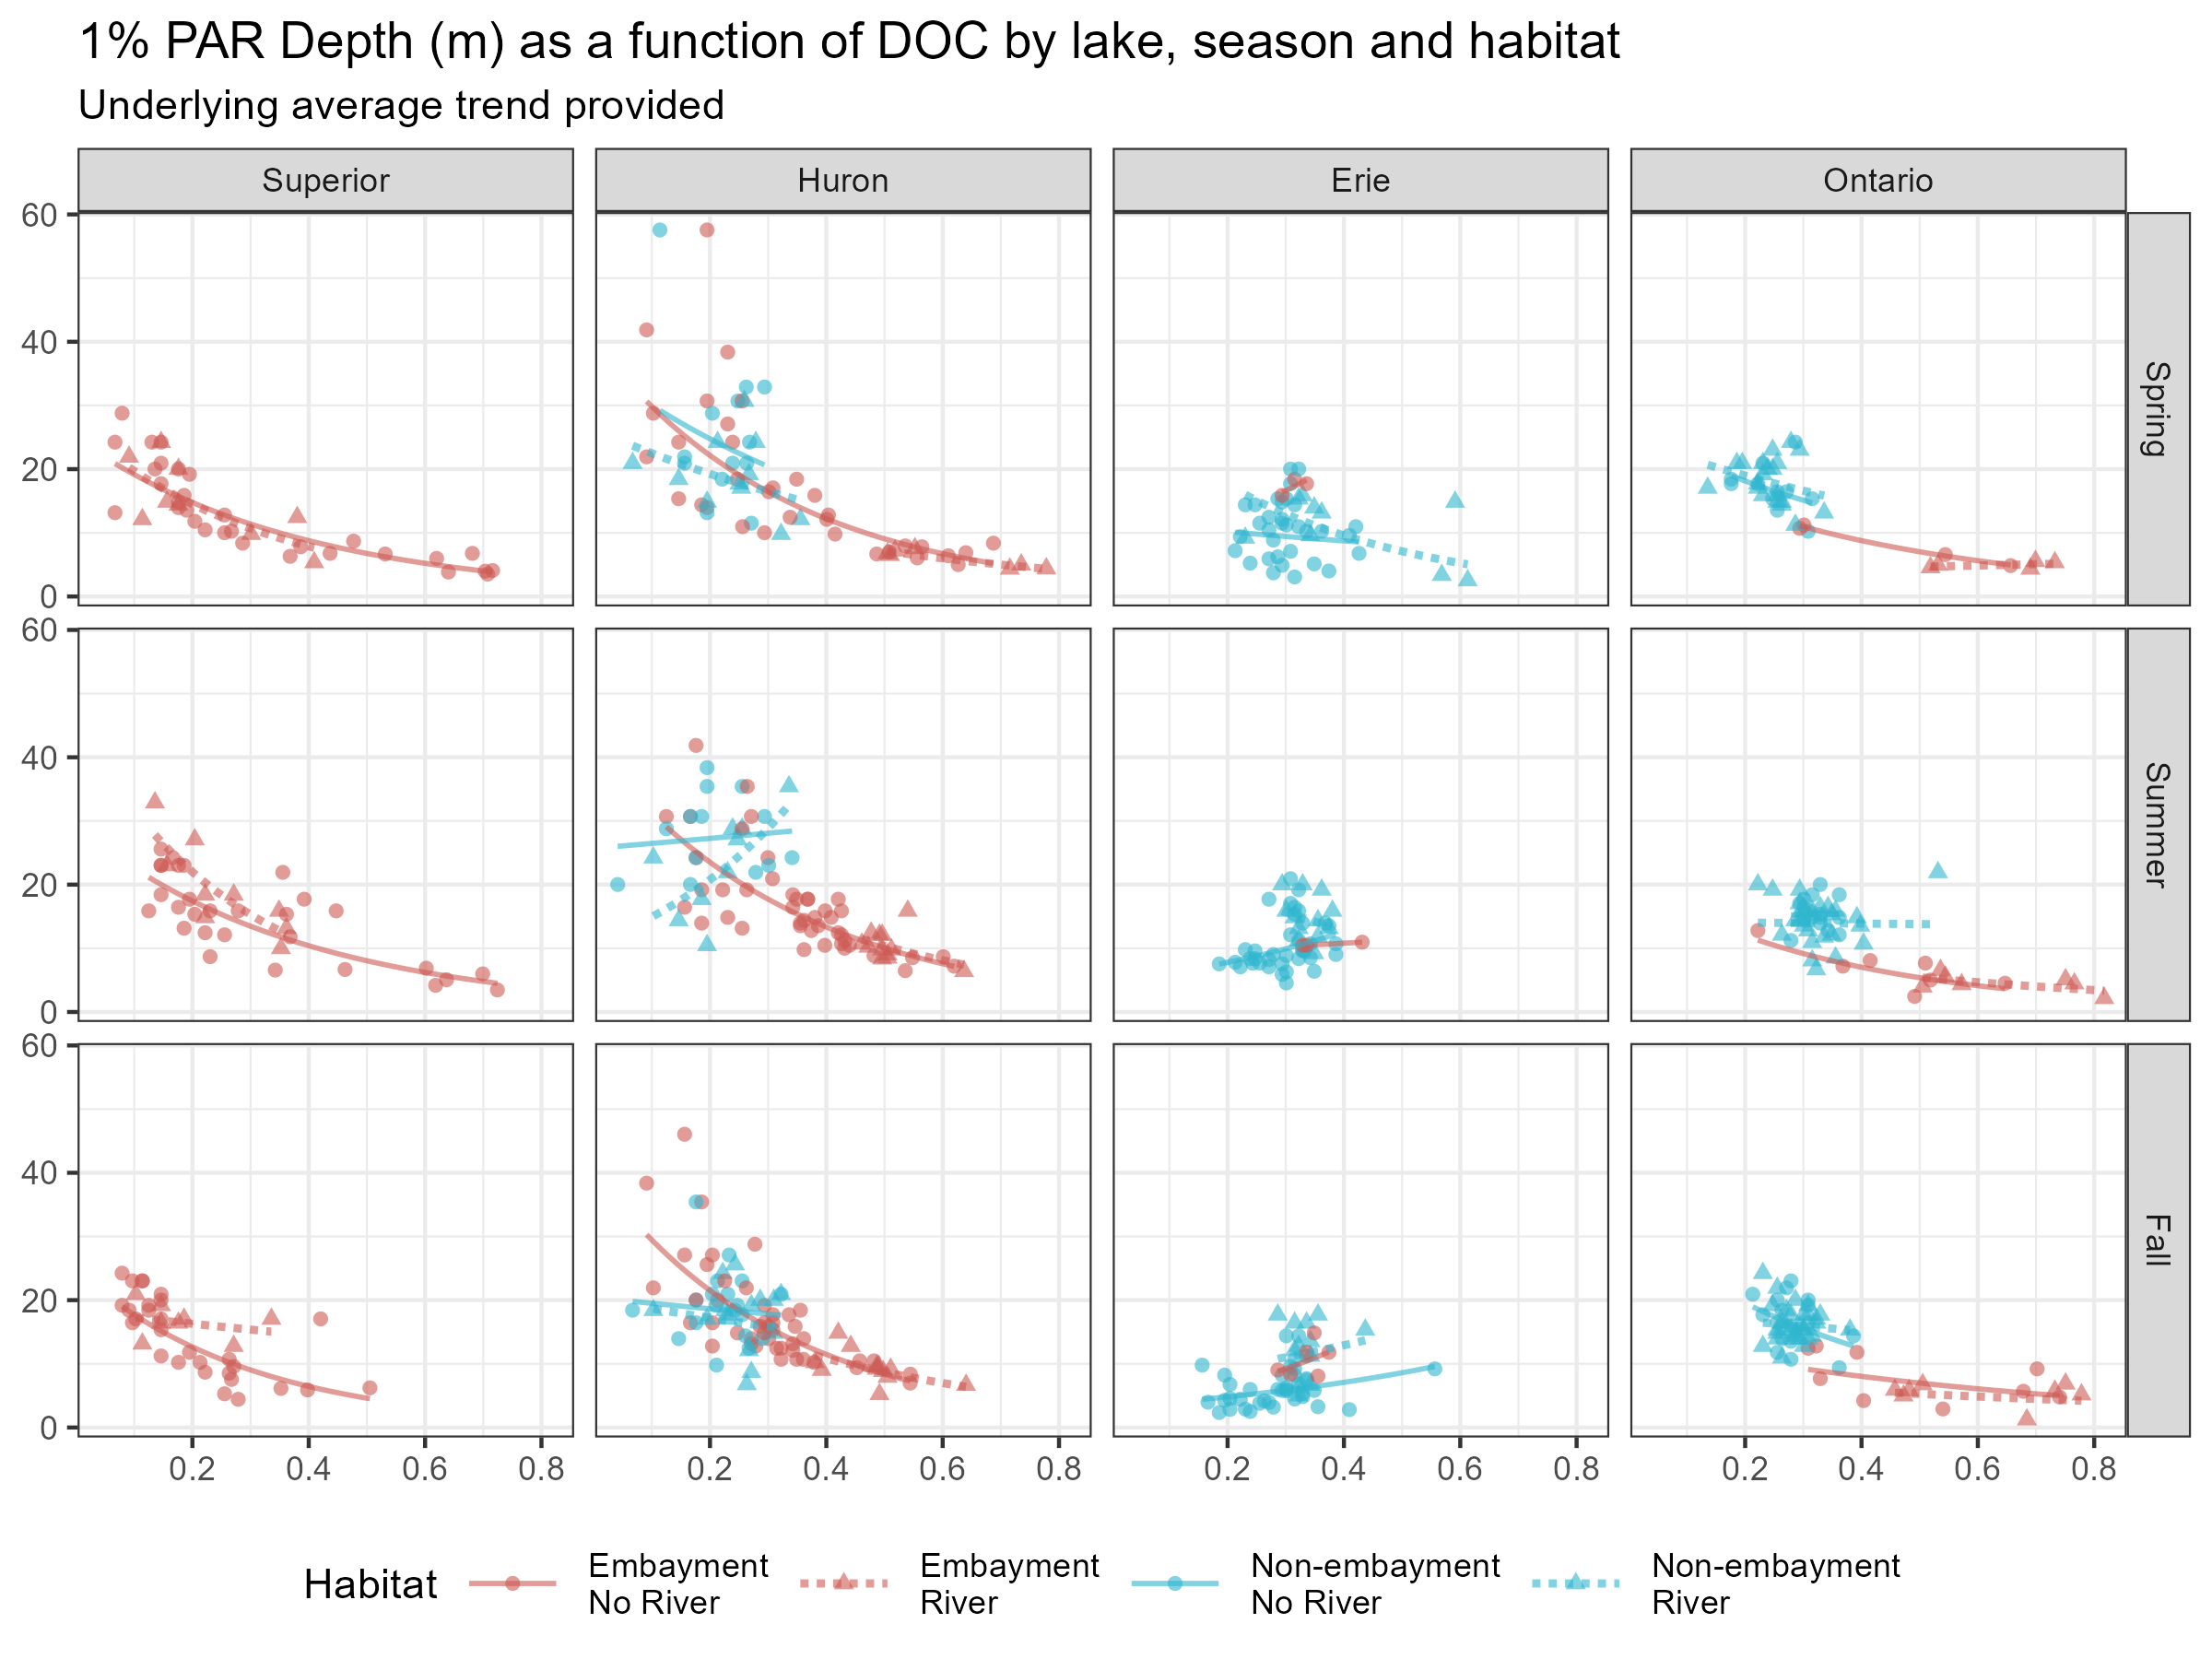 1% PAR Depth (m) as a function of DOC by lake, season and habitat
Underlying average trend provided
Superior Huron Erie Ontario
60
40
20
0
Spring
60
40
20
0
Summer
60
40
20
0
Fall
0.2 0.4 0.6 0.8 0.2 0.4 0.6 0.8 0.2 0.4 0.6 0.8 0.2 0.4 0.6 0.8
Habitat
Embayment
No River
Embayment
River
Non-embayment
No River
Non-embayment
River